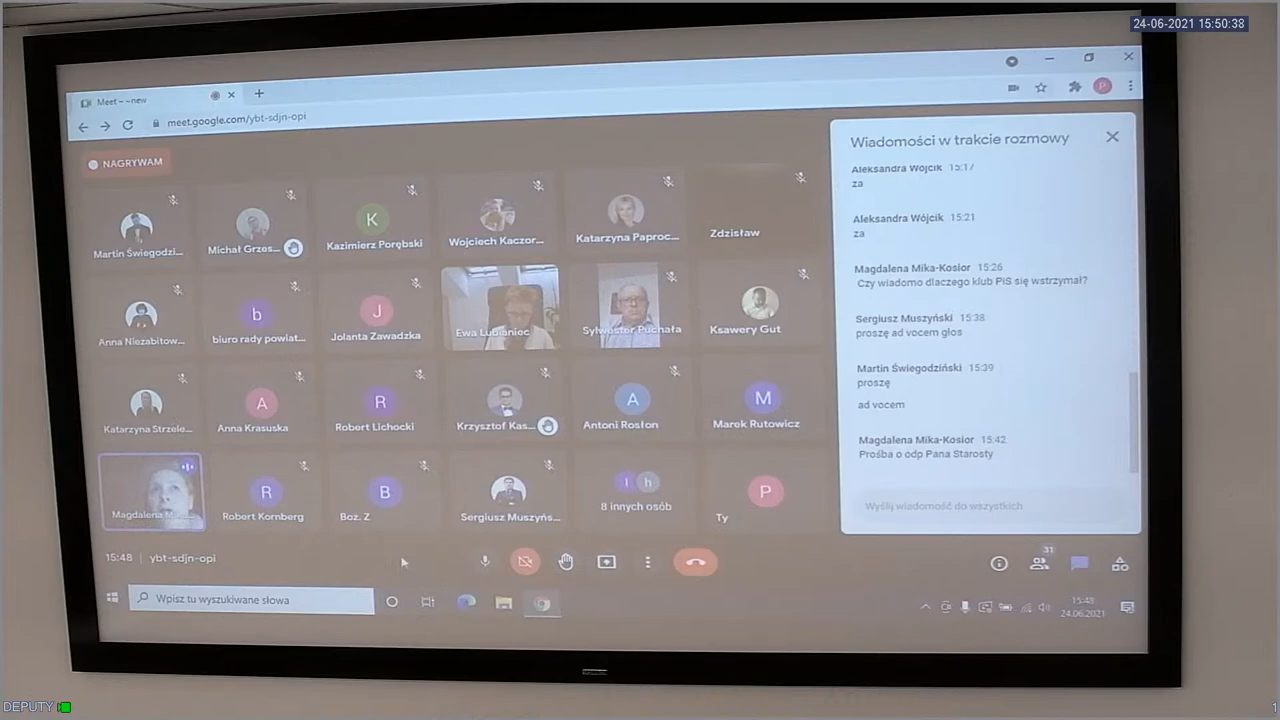 24-06-2021 15:50:38
Meet – ~new
meet.google.com/ybt-sdjn-opi
NAGRYWAM
Martin Świegodzi...
Michał Grzes...
K
Kazimierz Porębski
Wojciech Kaczor...
Katarzyna Paproc...
Zdzisław
Anna Niezabitow...
b
biuro rady powiat...
J
Jolanta Zawadzka
Ewa Lubianiec
Sylwester Puchała
Ksawery Gut
Katarzyna Strzele...
A
Anna Krasuska
R
Robert Lichocki
Krzysztof Kas...
A
Antoni Rosłon
M
Marek Rutowicz
Magdalena M...
R
Robert Kornberg
B
Boż. Z
Sergiusz Muszyńs...
I h
8 innych osób
P
Ty
Wiadomości w trakcie rozmowy
Aleksandra Wójcik 15:17
za
Aleksandra Wójcik 15:21
za
Magdalena Mika-Kosior 15:26
Czy wiadomo dlaczego klub PiS się wstrzymał?
Sergiusz Muszyński 15:38
proszę ad vocem głos
Martin Świegodziński 15:39
proszę
ad vocem
Magdalena Mika-Kosior 15:42
Prośba o odp Pana Starosty
Wyślij wiadomość do wszystkich
15:48 | ybt-sdjn-opi
31
Wpisz tu wyszukiwane słowa
15:48
24.06.2021
DEPUTY
1